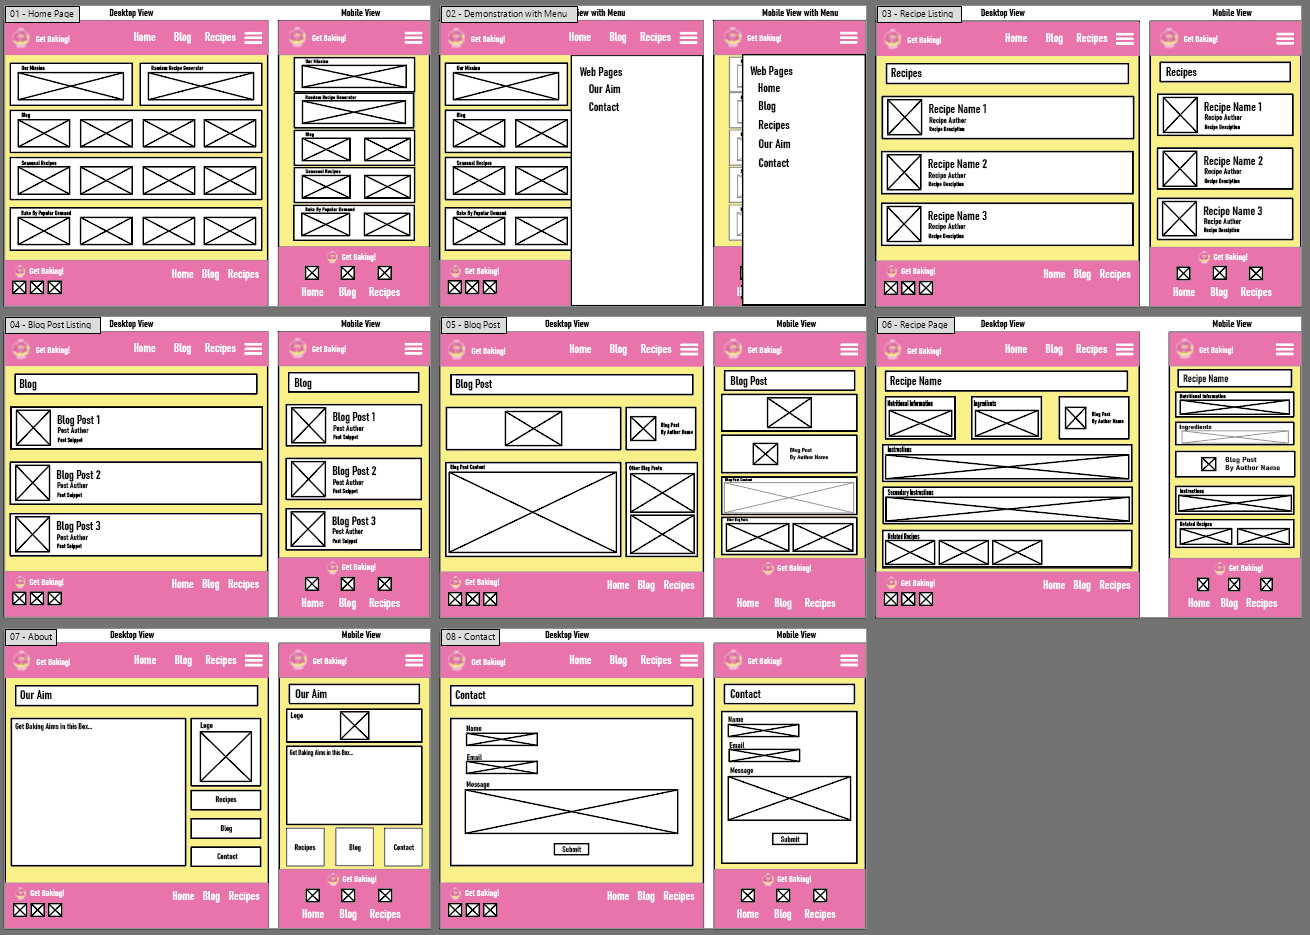 01 - Home Page
Desktop View
Mobile View
Get Baking!
Home Blog Recipes
Get Baking!
Our Mission
Random Recipe Generator
Blog
Seasonal Recipes
Bake By Popular Demand
Our Mission
Random Recipe Generator
Blog
Seasonal Recipes
Bake By Popular Demand
Get Baking!
Home Blog Recipes
Get Baking!
Home Blog Recipes
02 - Demonstration with Menu
iew with Menu
Mobile View with Menu
Get Baking!
Home Blog Recipes
Get Baking!
Our Mission
Blog
Seasonal Recipes
Bake By Popular Demand
Web Pages
Our Aim
Contact
Web Pages
Home
Blog
Recipes
Our Aim
Contact
Get Baking!
03 - Recipe Listing
Desktop View
Mobile View
Get Baking!
Home Blog Recipes
Get Baking!
Recipes
Recipe Name 1
Recipe Author
Recipe Desciption
Recipe Name 2
Recipe Author
Recipe Desciption
Recipe Name 3
Recipe Author
Recipe Desciption
Recipes
Recipe Name 1
Recipe Author
Recipe Desciption
Recipe Name 2
Recipe Author
Recipe Desciption
Recipe Name 3
Recipe Author
Recipe Desciption
Get Baking!
Home Blog Recipes
Get Baking!
Home Blog Recipes
04 - Blog Post Listing
Desktop View
Mobile View
Get Baking!
Home Blog Recipes
Get Baking!
Blog
Blog Post 1
Post Author
Post Snippet
Blog Post 2
Post Author
Post Snippet
Blog Post 3
Post Author
Post Snippet
Blog
Blog Post 1
Post Author
Post Snippet
Blog Post 2
Post Author
Post Snippet
Blog Post 3
Post Author
Post Snippet
Get Baking!
Home Blog Recipes
Get Baking!
Home Blog Recipes
05 - Blog Post
Desktop View
Mobile View
Get Baking!
Home Blog Recipes
Get Baking!
Blog Post
Blog Post
By Author Name
Blog Post Content
Other Blog Posts
Blog Post
Blog Post
By Author Name
Blog Post Content
Other Blog Posts
Get Baking!
Home Blog Recipes
Get Baking!
Home Blog Recipes
06 - Recipe Page
Desktop View
Mobile View
Get Baking!
Home Blog Recipes
Get Baking!
Recipe Name
Nutritional Information
Ingredients
Blog Post
By Author Name
Instructions
Secondary Instructions
Related Recipes
Recipe Name
Nutritional Information
Ingredients
Blog Post
By Author Name
Instructions
Related Recipes
Get Baking!
Home Blog Recipes
Get Baking!
Home Blog Recipes
07 - About
Desktop View
Mobile View
Get Baking!
Home Blog Recipes
Get Baking!
Our Aim
Get Baking Aims in this Box...
Logo
Recipes
Blog
Contact
Our Aim
Logo
Get Baking Aims in this Box...
Recipes Blog Contact
Get Baking!
Home Blog Recipes
Get Baking!
Home Blog Recipes
08 - Contact
Desktop View
Mobile View
Get Baking!
Home Blog Recipes
Get Baking!
Contact
Name
Email
Message
Submit
Contact
Name
Email
Message
Submit
Get Baking!
Home Blog Recipes
Get Baking!
Home Blog Recipes